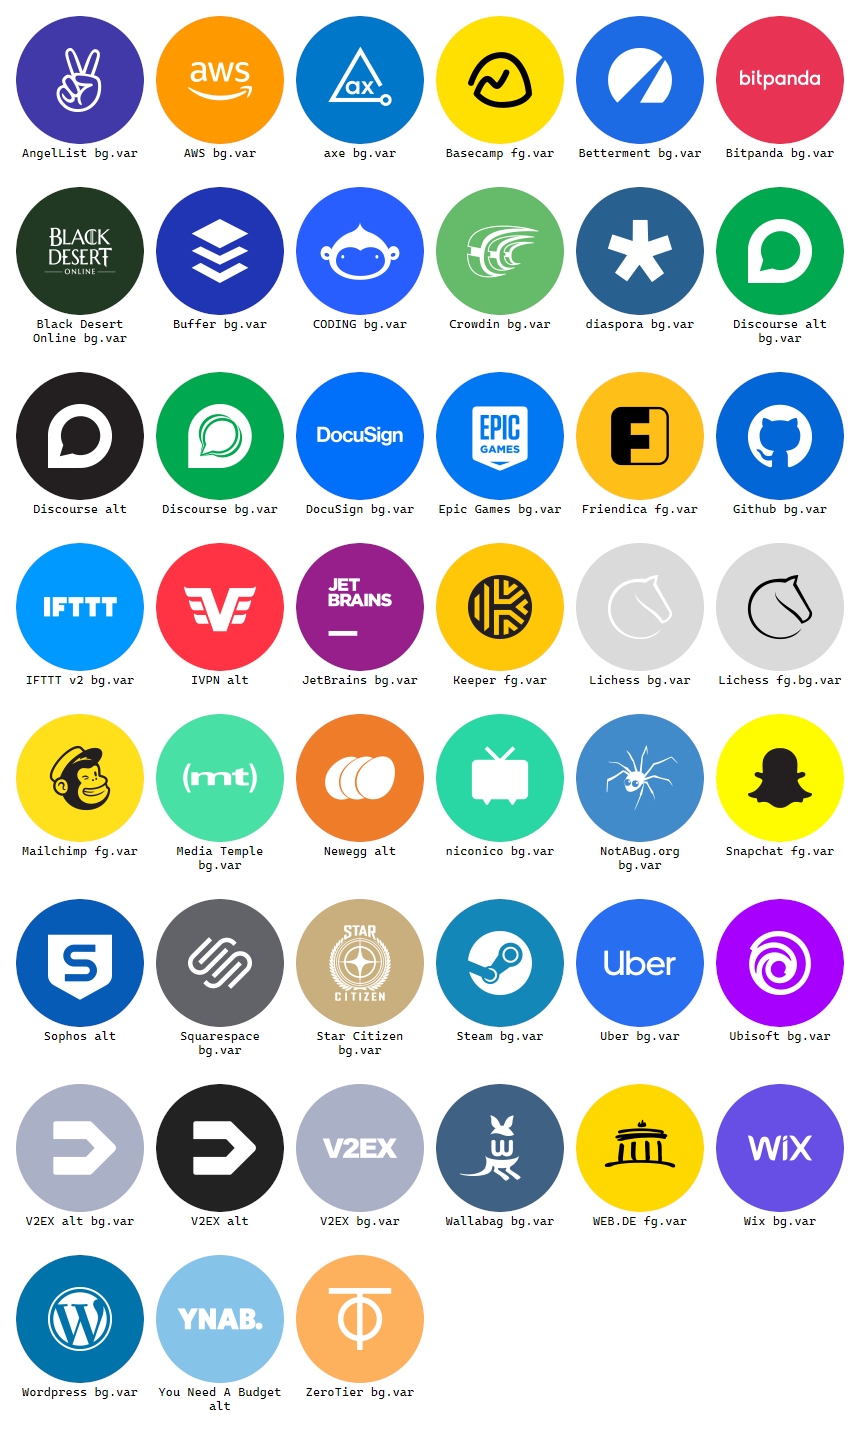 aws
ax
bitpanda
AngelList bg.var
AWS bg.var
axe bg.var
Basecamp fg.var
Betterment bg.var
Bitpanda bg.var
BLACK
DESERT
ONLINE
Black Desert
Online bg.var
Buffer bg.var
CODING bg.var
Crowdin bg.var
diaspora bg.var
Discourse alt
bg.var
DocuSign
EPIC
GAMES
F
Discourse alt
Discourse bg.var
DocuSign bg.var
Epic Games bg.var
Friendica fg.var
Github bg.var
IFTTT
V
JET
BRAINS
K
IFTTT v2 bg.var
IVPN alt
JetBrains bg.var
Keeper fg.var
Lichess bg.var
Lichess fg.bg.var
(mt)
Mailchimp fg.var
Media Temple
bg.var
Newegg alt
niconico bg.var
NotABug.org
bg.var
Snapchat fg.var
S
STAR
CITIZEN
Uber
Sophos alt
Squarespace
bg.var
Star Citizen
bg.var
Steam bg.var
Uber bg.var
Ubisoft bg.var
V2EX
W
WiX
V2EX alt bg.var
V2EX alt
V2EX bg.var
Wallabag bg.var
WEB.DE fg.var
Wix bg.var
W
YNAB.
Wordpress bg.var
You Need A Budget
alt
ZeroTier bg.var